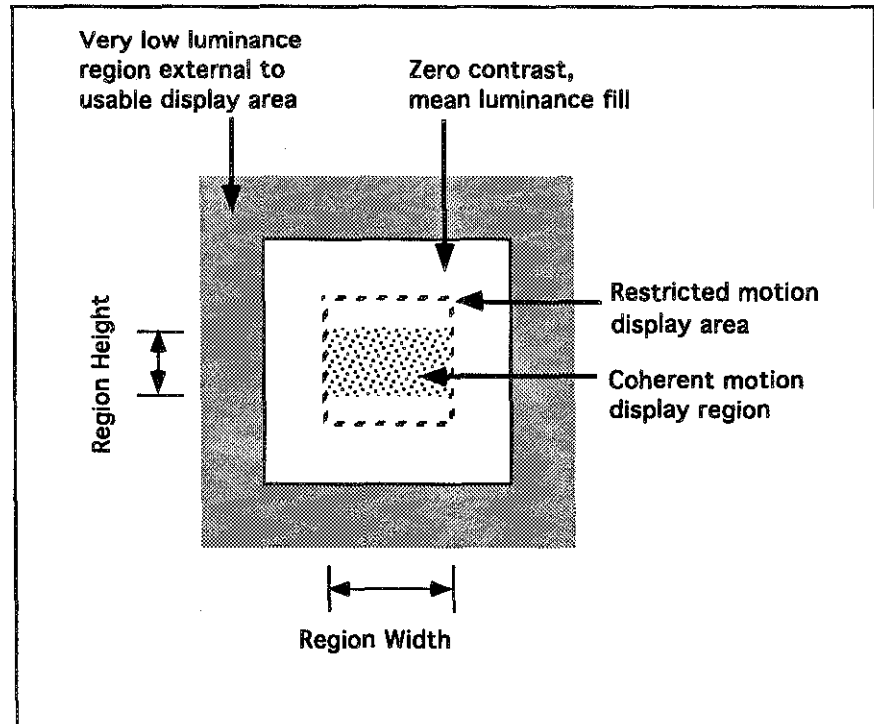 Very low luminance
region external to
usable display area
Zero contrast,
mean luminance fill
Restricted motion
display area
Coherent motion
display region
Region Height
Region Width